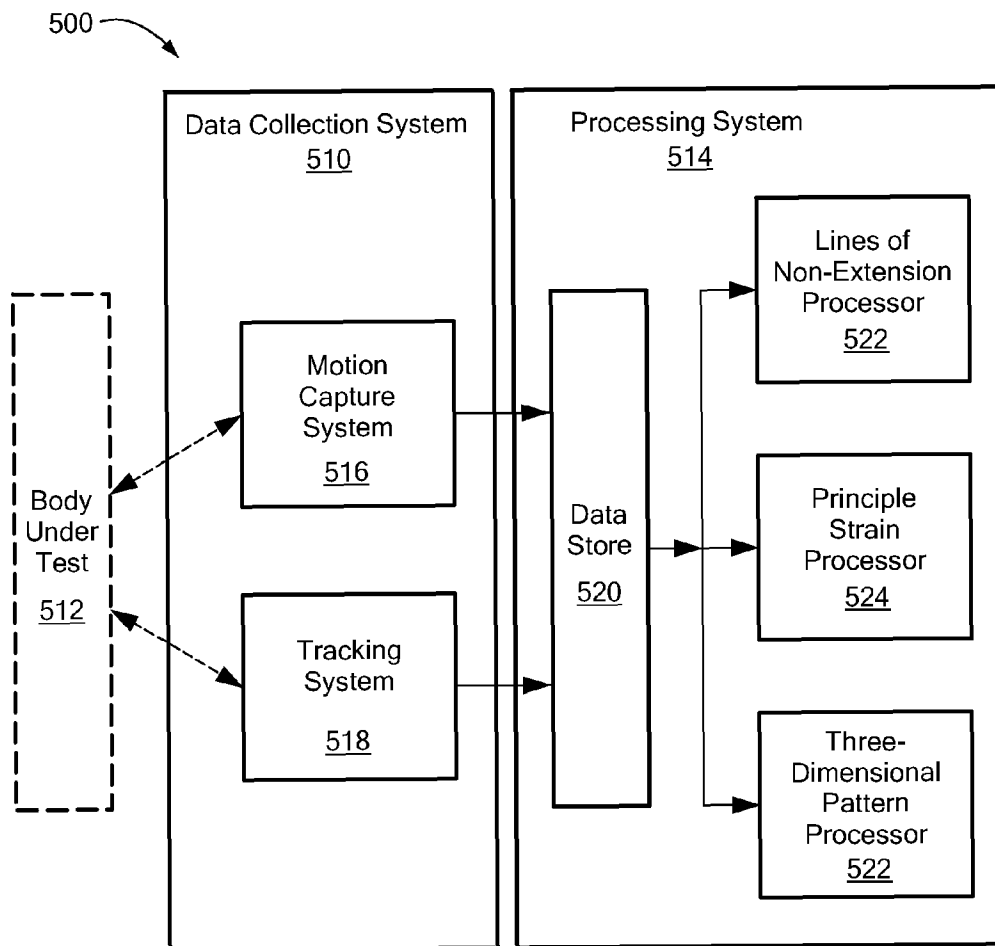 500
Data Collection System
510
Processing System
514
Lines of
Non-Extension
Processor
522
Motion
Capture
System
516
Body
Under
Test
512
Data
Store
520
Principle
Strain
Processor
524
Tracking
System
518
Three-
Dimensional
Pattern
Processor
522